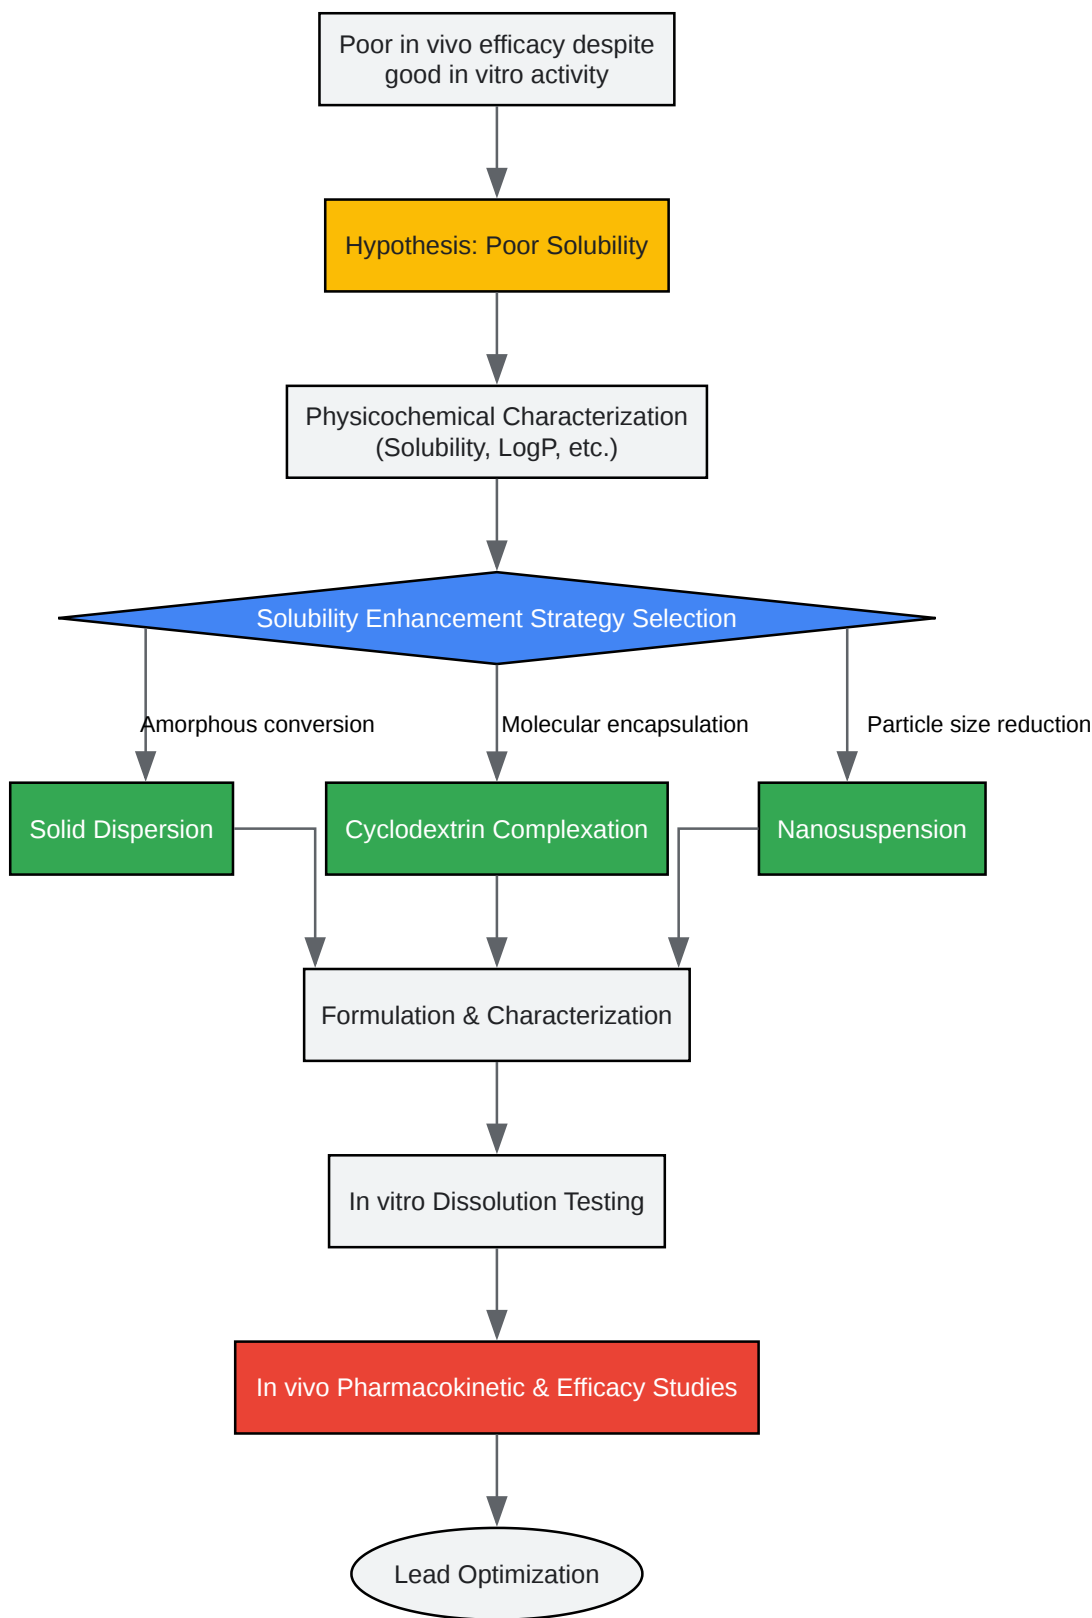 Poor in vivo efficacy despite
good in vitro activity
Hypothesis: Poor Solubility
Physicochemical Characterization
(Solubility, LogP, etc.)
Solubility Enhancement Strategy Selection
Amorphous conversion
Molecular encapsulation
Particle size reduction
Solid Dispersion
Cyclodextrin Complexation
Nanosuspension
Formulation & Characterization
In vitro Dissolution Testing
In vivo Pharmacokinetic & Efficacy Studies
Lead Optimization